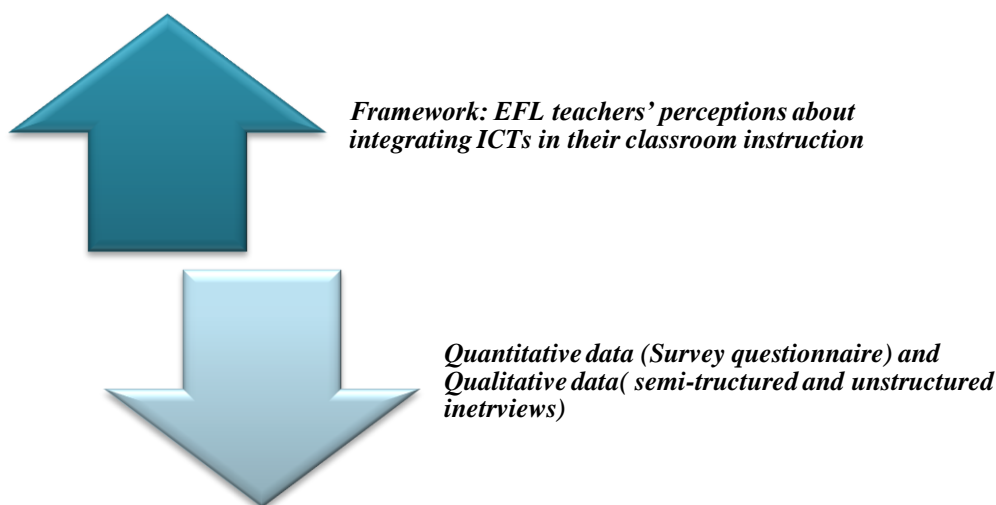 Framework: EFL teachers’ perceptions about
integrating ICTs in their classroom instruction
Quantitative data (Survey questionnaire) and
Qualitative data( semi-tructured and unstructured
inetrviews)